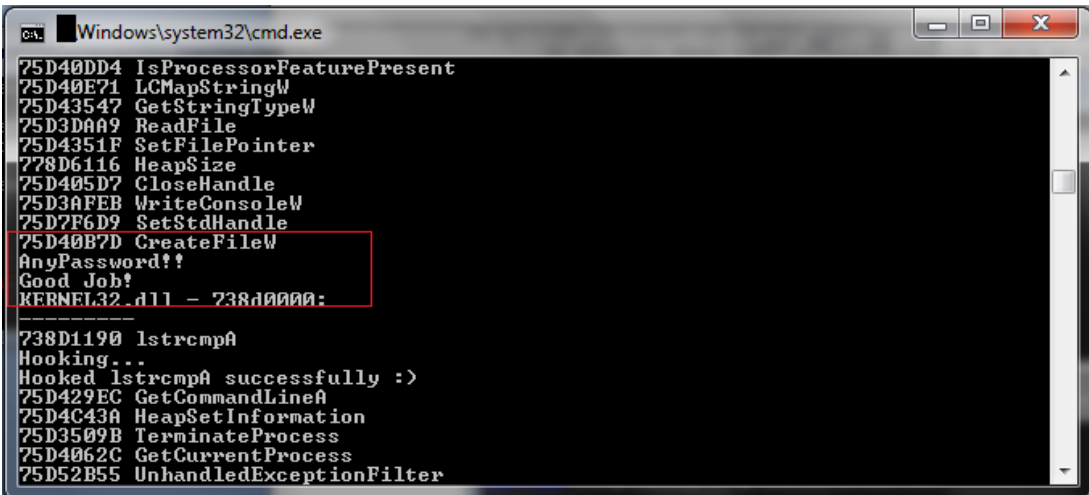 Windows\system32\cmd.exe
75D40DD4 IsProcessorFeaturePresent
75D40E71 LCMapStringW
75D43547 GetStringTypeW
75D3DAA9 ReadFile
75D4351F SetFilePointer
778D6116 HeapSize
75D405D7 CloseHandle
75D3AFEB WriteConsoleW
75D7F6D9 SetStdHandle
75D40B7D CreateFileW
AnyPassword!!
Good Job!
KERNEL32.dll - 738d0000:
---------
738D1190 lstrcmpA
Hooking...
Hooked lstrcmpA successfully :)
75D429EC GetCommandLineA
75D4C43A HeapSetInformation
75D3509B TerminateProcess
75D4062C GetCurrentProcess
75D52B55 UnhandledExceptionFilter